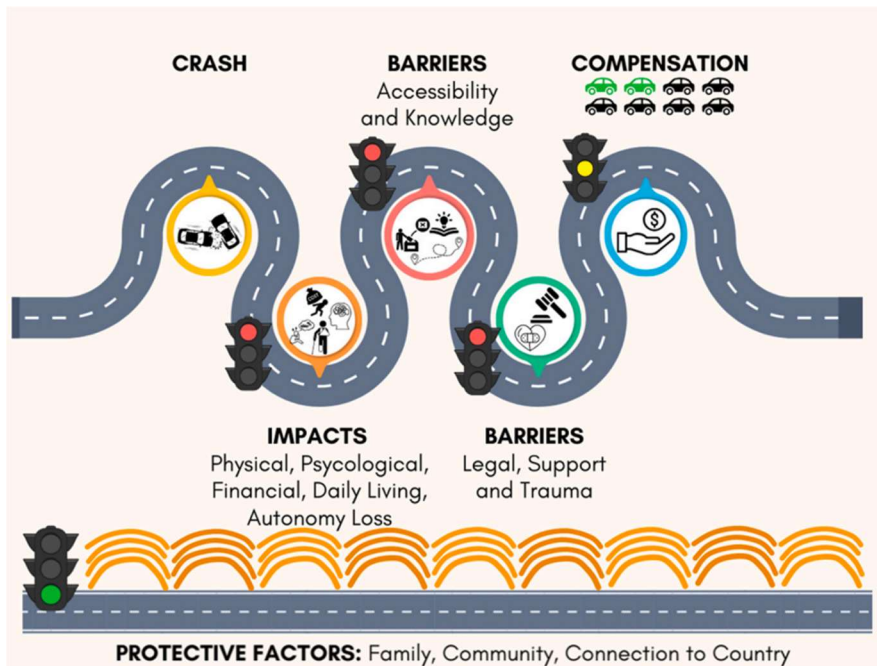 CRASH
BARRIERS
Accessibility
and Knowledge
COMPENSATION
$
IMPACTS
Physical, Psycological,
Financial, Daily Living,
Autonomy Loss
BARRIERS
Legal, Support
and Trauma
PROTECTIVE FACTORS: Family, Community, Connection to Country